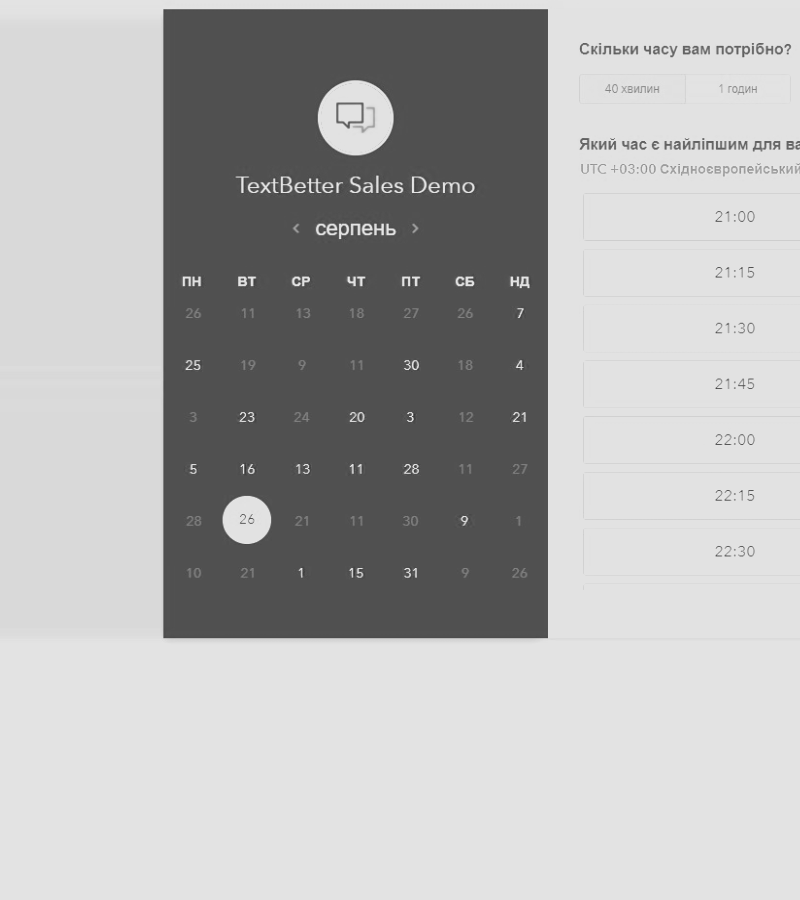 TextBetter Sales Demo
серпень
ПН ВТ СР ЧТ ПТ СБ НД
26 11 13 18 27 26 7
25 19 9 11 30 18 4
3 23 24 20 3 12 21
5 16 13 11 28 11 27
28 26 21 11 30 9 1
10 21 1 15 31 9 26
Скільки часу вам потрібно?
40 хвилин 1 годин
Який час є найліпшим для ва
UTC +03:00 Східноєвропейський
21:00
21:15
21:30
21:45
22:00
22:15
22:30